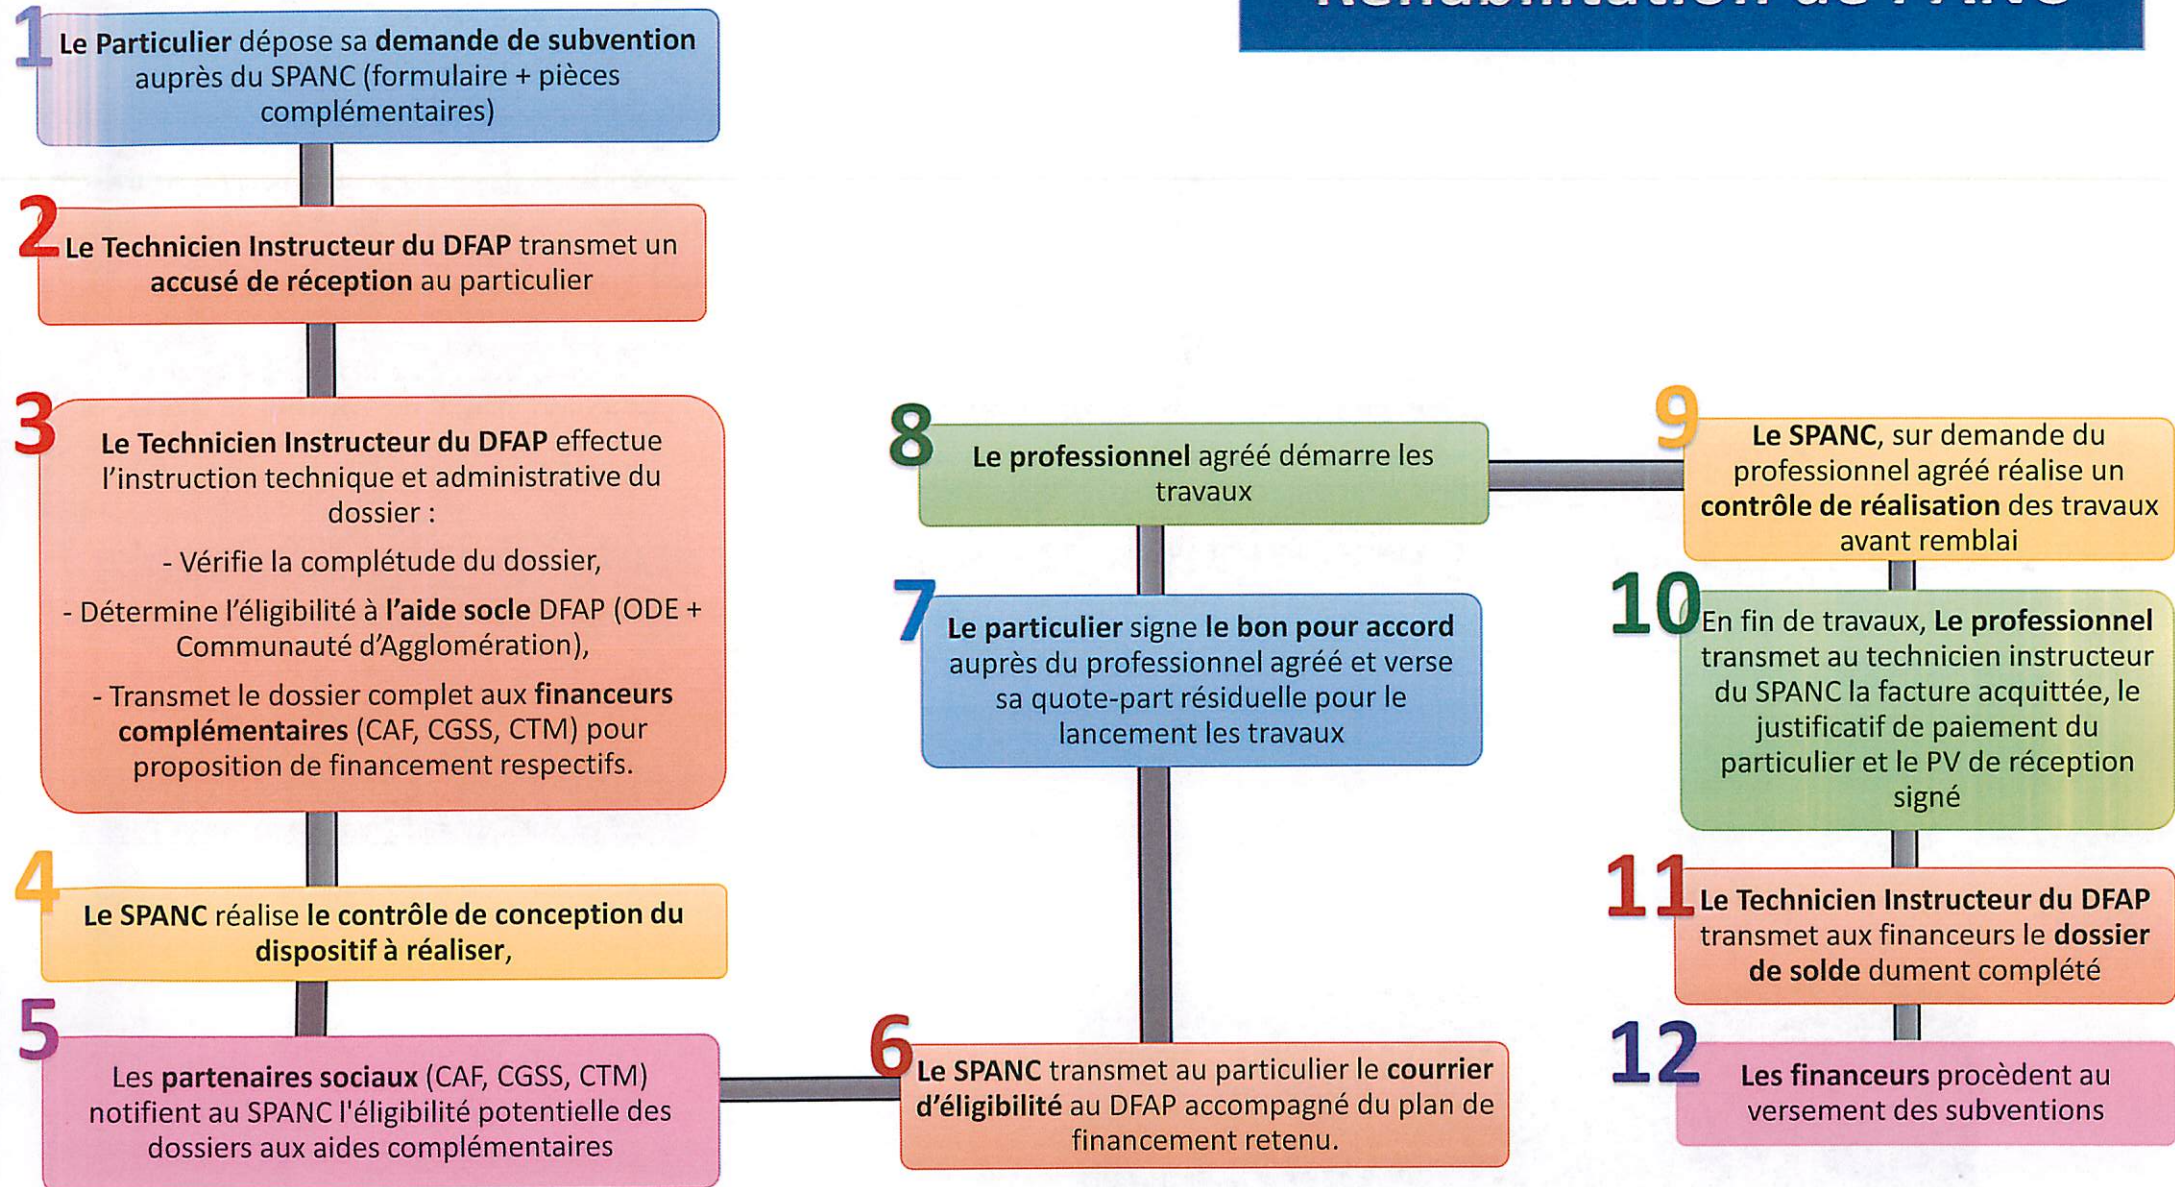 Réhabilitation de l'ANC
1
Le Particulier dépose sa demande de subvention
auprès du SPANC (formulaire + pièces
complémentaires)
2
Le Technicien Instructeur du DFAP transmet un
accusé de réception au particulier
3
Le Technicien Instructeur du DFAP effectue
l'instruction technique et administrative du
dossier :
- Vérifie la complétude du dossier,
- Détermine l'éligibilité à l'aide socle DFAP (ODE +
Communauté d'Agglomération),
- Transmet le dossier complet aux financeurs
complémentaires (CAF, CGSS, CTM) pour
proposition de financement respectifs.
4
Le SPANC réalise le contrôle de conception du
dispositif à réaliser,
5
Les partenaires sociaux (CAF, CGSS, CTM)
notifient au SPANC l'éligibilité potentielle des
dossiers aux aides complémentaires
6
Le SPANC transmet au particulier le courrier
d'éligibilité au DFAP accompagné du plan de
financement retenu.
7
Le particulier signe le bon pour accord
auprès du professionnel agréé et verse
sa quote-part résiduelle pour le
lancement les travaux
8
Le professionnel agréé démarre les
travaux
9
Le SPANC, sur demande du
professionnel agréé réalise un
contrôle de réalisation des travaux
avant remblai
10
En fin de travaux, Le professionnel
transmet au technicien instructeur
du SPANC la facture acquittée, le
justificatif de paiement du
particulier et le PV de réception
signé
11
Le Technicien Instructeur du DFAP
transmet aux financeurs le dossier
de solde dument complété
12
Les financeurs procèdent au
versement des subventions